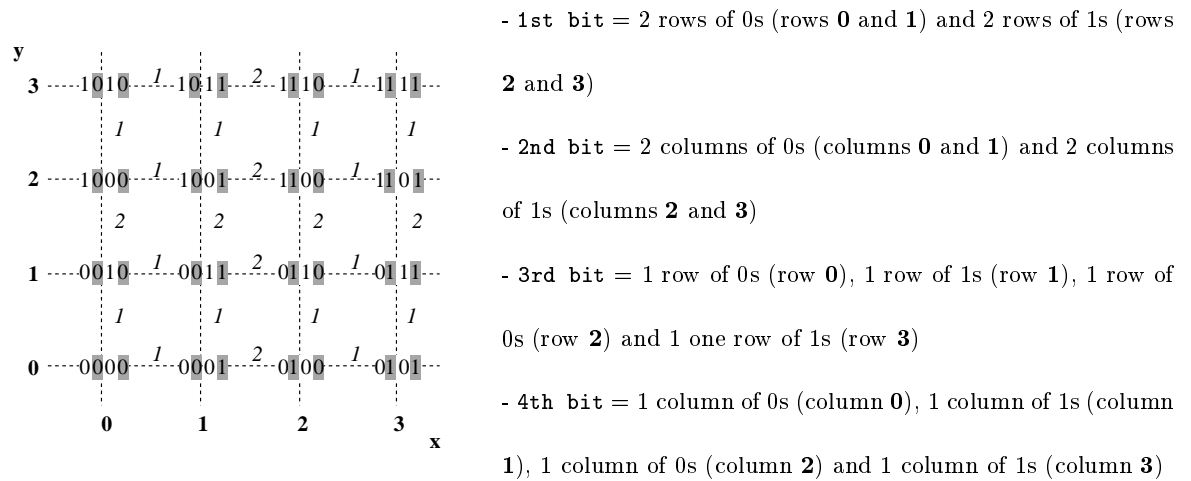 y
3 1010 1 1011 2 1110 1 1111
1 1 1 1
2 1000 1 1001 2 1100 1 1101
2 2 2 2
1 0010 1 0011 2 0110 1 0111
1 1 1 1
0 0000 1 0001 2 0100 1 0101
0 1 2 3
x
- 1st bit = 2 rows of 0s (rows 0 and 1) and 2 rows of 1s (rows
2 and 3)
- 2nd bit = 2 columns of 0s (columns 0 and 1) and 2 columns
of 1s (columns 2 and 3)
- 3rd bit = 1 row of 0s (row 0), 1 row of 1s (row 1), 1 row of
0s (row 2) and 1 one row of 1s (row 3)
- 4th bit = 1 column of 0s (column 0), 1 column of 1s (column
1), 1 column of 0s (column 2) and 1 column of 1s (column 3)